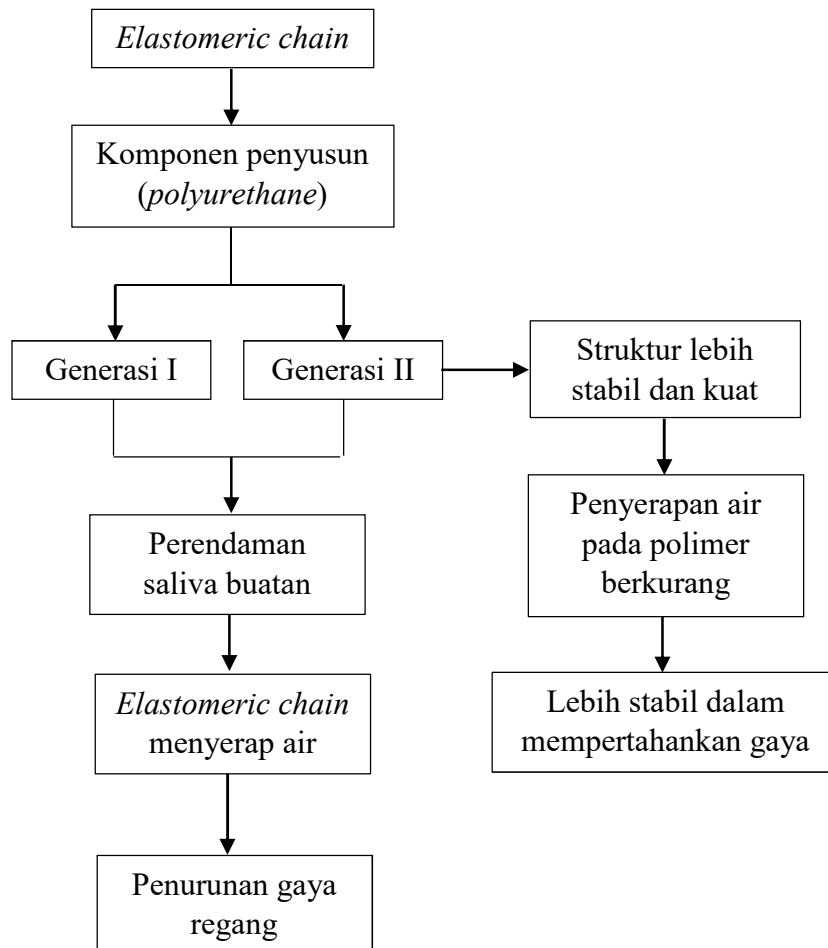 Elastomeric chain
Komponen penyusun
(polyurethane)
Generasi I
Generasi II
Struktur lebih
stabil dan kuat
Perendaman
saliva buatan
Penyerapan air
pada polimer
berkurang
Elastomeric chain
menyerap air
Lebih stabil dalam
mempertahankan gaya
Penurunan gaya
regang